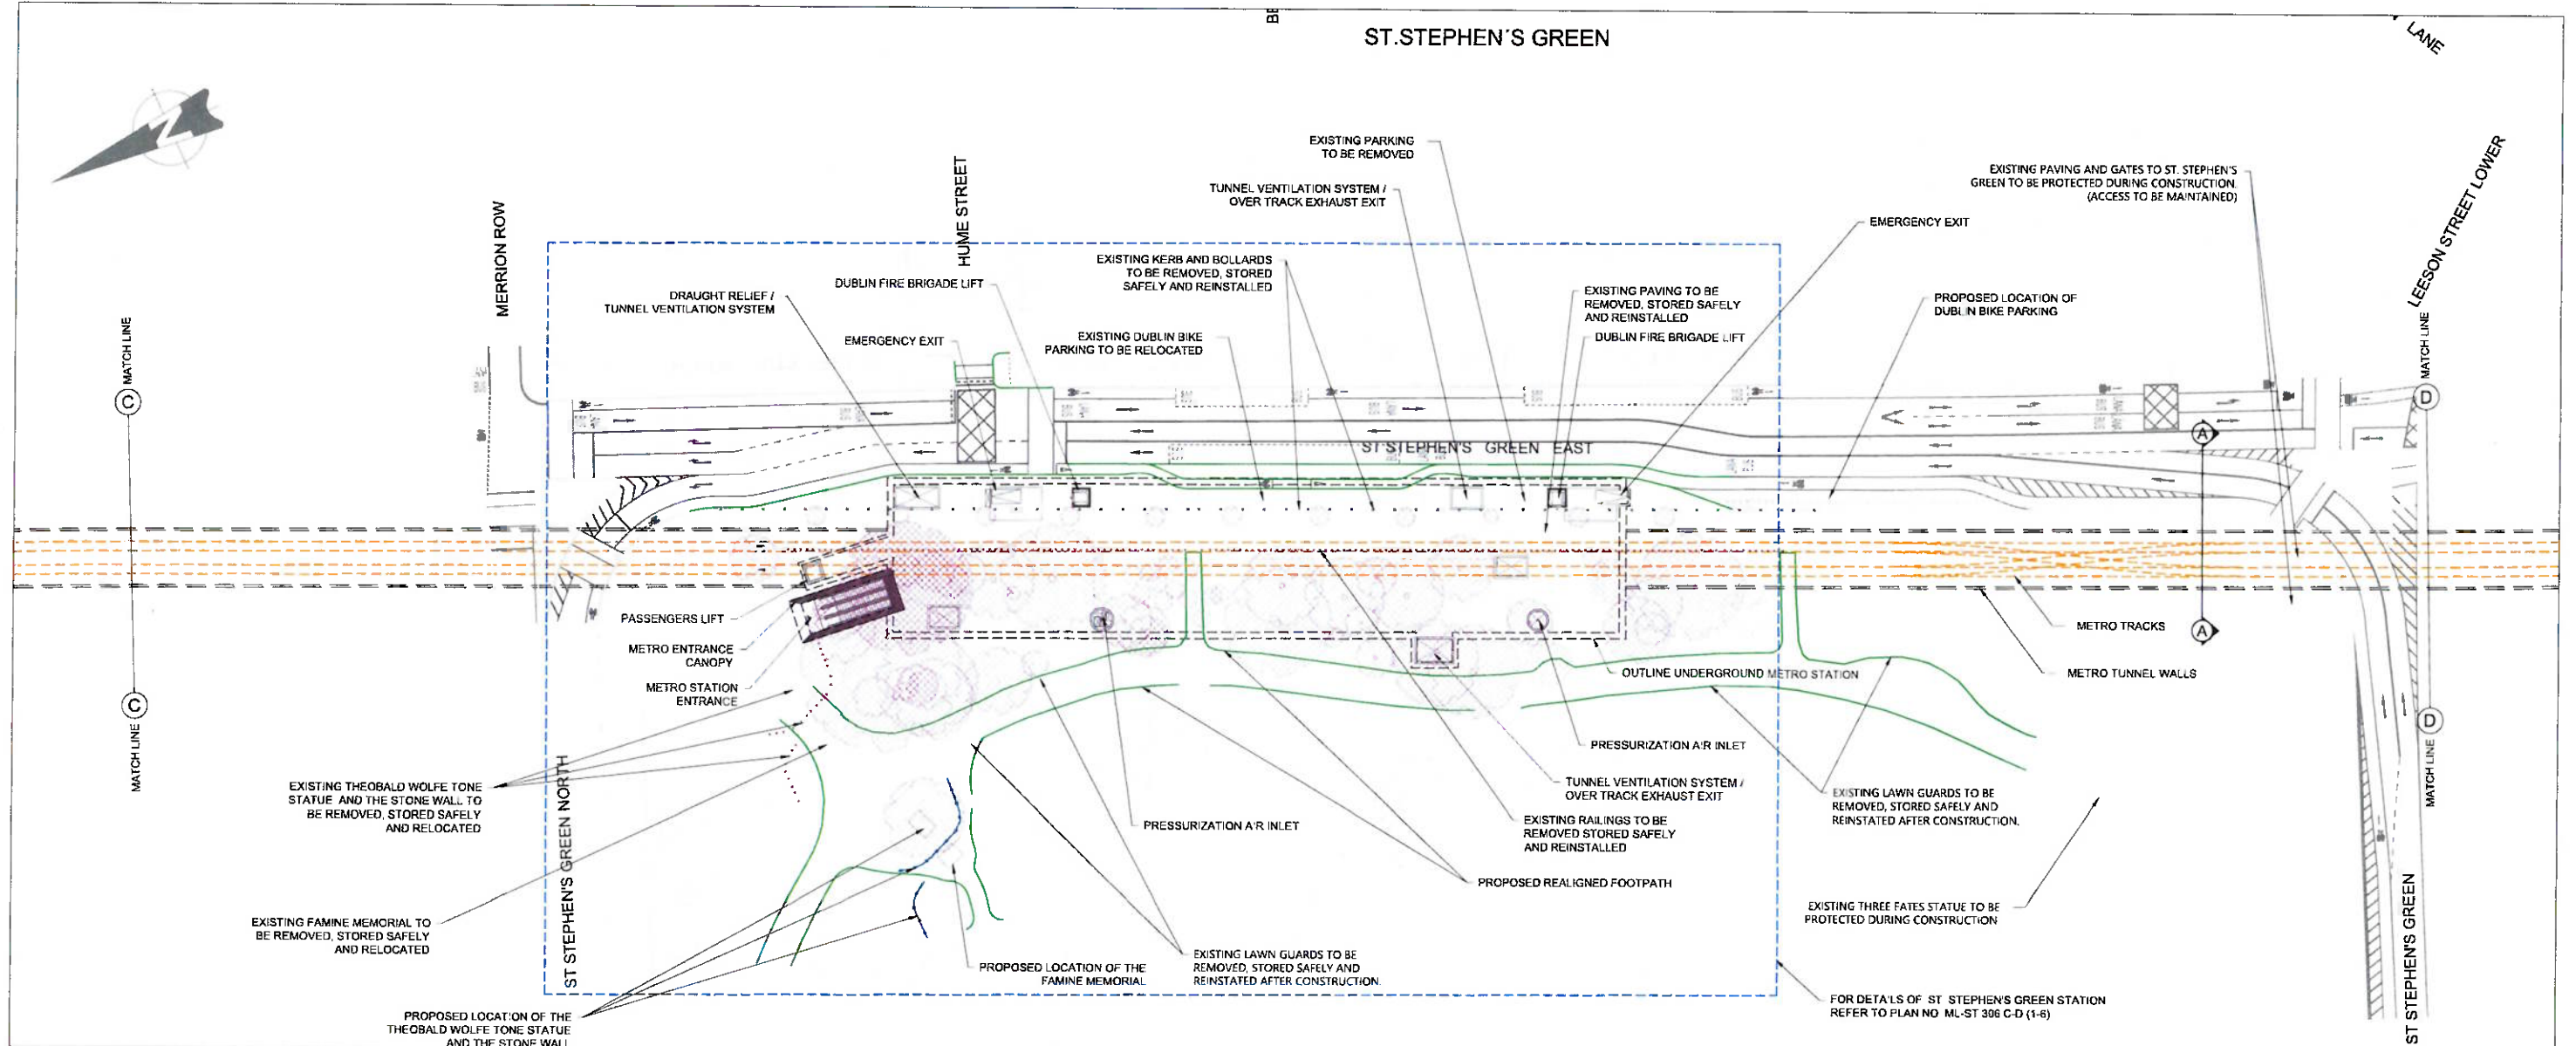 ST.STEPHEN'S GREEN
LANE
N
MERRION ROW
HUME STREET
LEESON STREET LOWER
EXISTING PARKING
TO BE REMOVED
TUNNEL VENTILATION SYSTEM /
OVER TRACK EXHAUST EXIT
EXISTING PAVING AND GATES TO ST. STEPHEN'S
GREEN TO BE PROTECTED DURING CONSTRUCTION.
(ACCESS TO BE MAINTAINED)
EMERGENCY EXIT
EXISTING KERB AND BOLLARDS
TO BE REMOVED, STORED
SAFELY AND REINSTALLED
DUBLIN FIRE BRIGADE LIFT
DRAUGHT RELIEF /
TUNNEL VENTILATION SYSTEM
EXISTING PAVING TO BE
REMOVED, STORED SAFELY
AND REINSTALLED
DUBLIN FIRE BRIGADE LIFT
PROPOSED LOCATION OF
DUBLIN BIKE PARKING
EMERGENCY EXIT
EXISTING DUBLIN BIKE
PARKING TO BE RELOCATED
MATCH LINE
C
MATCH LINE
D
ST STEPHEN'S GREEN EAST
A
PASSENGERS LIFT
METRO ENTRANCE
CANOPY
METRO STATION
ENTRANCE
METRO TRACKS
A
METRO TUNNEL WALLS
OUTLINE UNDERGROUND METRO STATION
C
MATCH LINE
D
MATCH LINE
PRESSURIZATION AIR INLET
TUNNEL VENTILATION SYSTEM /
OVER TRACK EXHAUST EXIT
EXISTING LAWN GUARDS TO BE
REMOVED, STORED SAFELY AND
REINSTATED AFTER CONSTRUCTION.
EXISTING THEOBALD WOLFE TONE
STATUE AND THE STONE WALL TO
BE REMOVED, STORED SAFELY
AND RELOCATED
PRESSURIZATION AIR INLET
EXISTING RAILINGS TO BE
REMOVED STORED SAFELY
AND REINSTALLED
ST STEPHEN'S GREEN NORTH
PROPOSED REALIGNED FOOTPATH
EXISTING FAMINE MEMORIAL TO
BE REMOVED, STORED SAFELY
AND RELOCATED
EXISTING THREE FATES STATUE TO BE
PROTECTED DURING CONSTRUCTION
ST STEPHEN'S GREEN
PROPOSED LOCATION OF THE
FAMINE MEMORIAL
EXISTING LAWN GUARDS TO BE
REMOVED, STORED SAFELY AND
REINSTATED AFTER CONSTRUCTION.
FOR DETAILS OF ST STEPHEN'S GREEN STATION
REFER TO PLAN NO ML-ST 306 C-D (1-6)
PROPOSED LOCATION OF THE
THEOBALD WOLFE TONE STATUE
AND THE STONE WALL